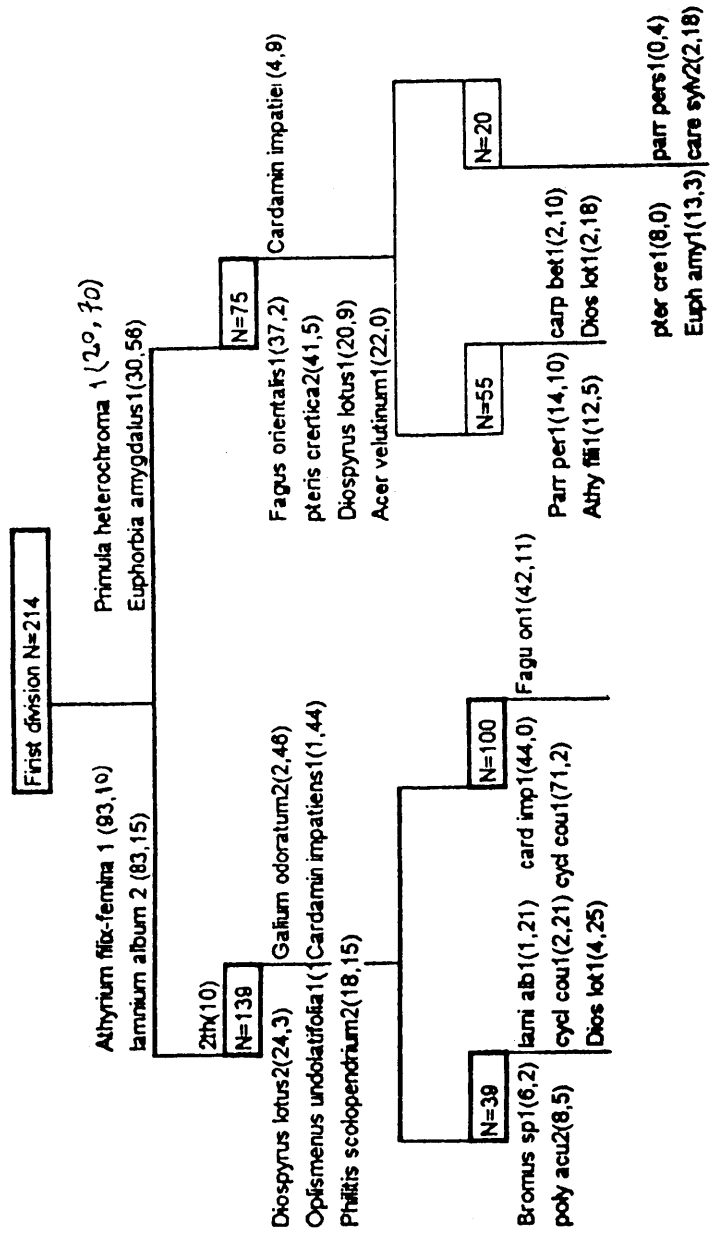 Finist division N=214
Athyrium filix-femina 1 (93,10)
lamnium album 2 (83,15)
Primula heterochroma 1 (20,70)
Euphorbia amygdalus1(30,56)
2th(10)
N=139
N=75
Diospyrus lotus2(24,3)
Oplismenus undolatifolia1(1
Philitis scolopendrium2(18,15)
Galium odoratum2(2,46)
Cardamin impatiens1(1,44)
Fagus orientalis1(37,2)
pteris crertica2(41,5)
Diospyrus lotus1(20,9)
Acer velutinum1(22,0)
Cardamin impatiei (4,9)
N=39
N=100
N=55
N=20
Bromus sp1(6,2)
poly acu2(8,5)
lami alb1(1,21)
cycl cou1(2,21)
Dios lot1(4,25)
card imp1(44,0)
cycl cou1(71,2)
Fagu on1(42,11)
Parr per1(14,10)
Athy fili1(12,5)
carp bet1(2,10)
Dios lot1(2,18)
pter cre1(8,0)
Euph amy1(13,3)
parr pers1(0,4)
care sylv2(2,18)